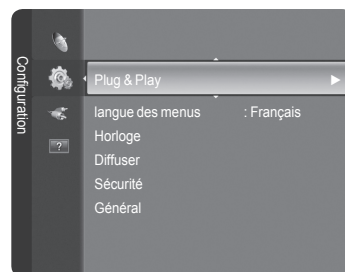 Configuration
Plug & Play
langue des menus : Français
Horloge
Diffuser
Sécurité
Général
?